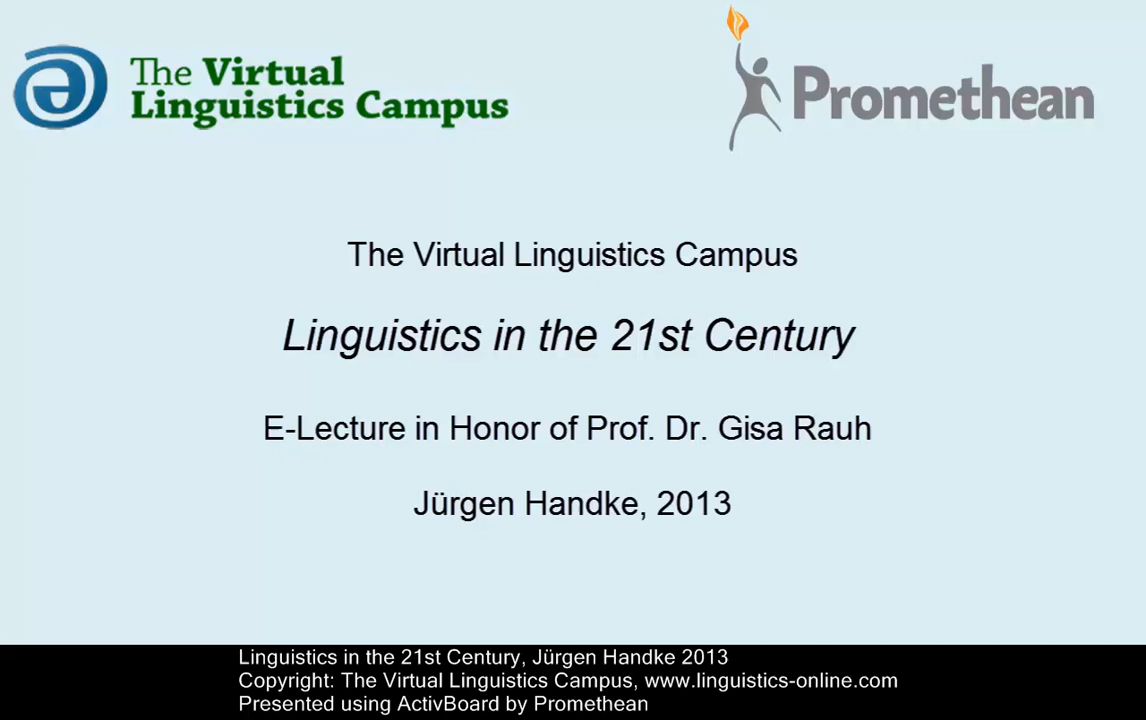 The Virtual
Linguistics Campus
Promethean
The Virtual Linguistics Campus
Linguistics in the 21st Century
E-Lecture in Honor of Prof. Dr. Gisa Rauh
Jürgen Handke, 2013
Linguistics in the 21st Century, Jürgen Handke 2013
Copyright: The Virtual Linguistics Campus, www.linguistics-online.com
Presented using ActivBoard by Promethean